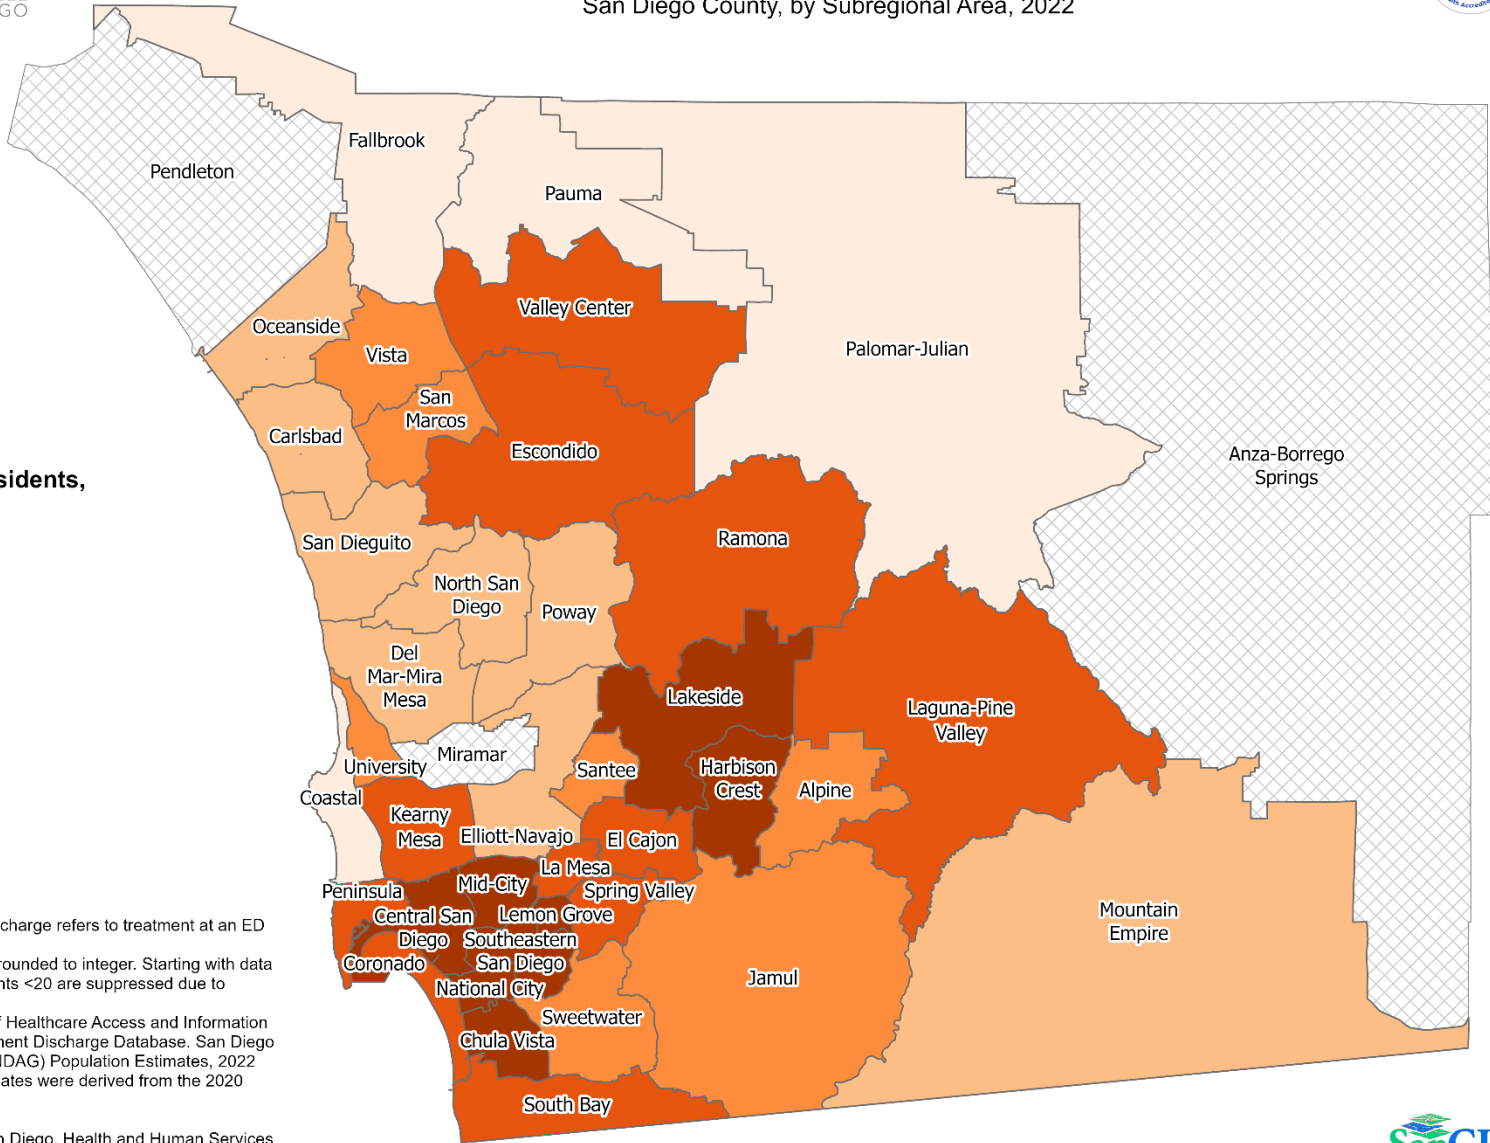 GO
San Diego County, by Subregional Area, 2022
Fallbrook
Pendleton
Pauma
Valley Center
Oceanside
Vista
Palomar-Julian
San
Marcos
Carlsbad
Escondido
Anza-Borrego
Springs
sidents,
Ramona
San Dieguito
North San
Diego
Poway
Del
Mar-Mira
Mesa
Lakeside
Laguna-Pine
Valley
Miramar
University
Santee
Harbison
Crest
Alpine
Coastal
Kearny
Mesa
Elliott-Navajo
El Cajon
La Mesa
Mid-City
Peninsula
Spring Valley
Central San
Diego
Lemon Grove
Mountain
Empire
charge refers to treatment at an ED
Southeastern
San Diego
Coronado
rounded to integer. Starting with data
nts <20 are suppressed due to
National City
Jamul
Sweetwater
f Healthcare Access and Information
ment Discharge Database. San Diego
NDAG) Population Estimates, 2022
ates were derived from the 2020
Chula Vista
South Bay
n Diego, Health and Human Services